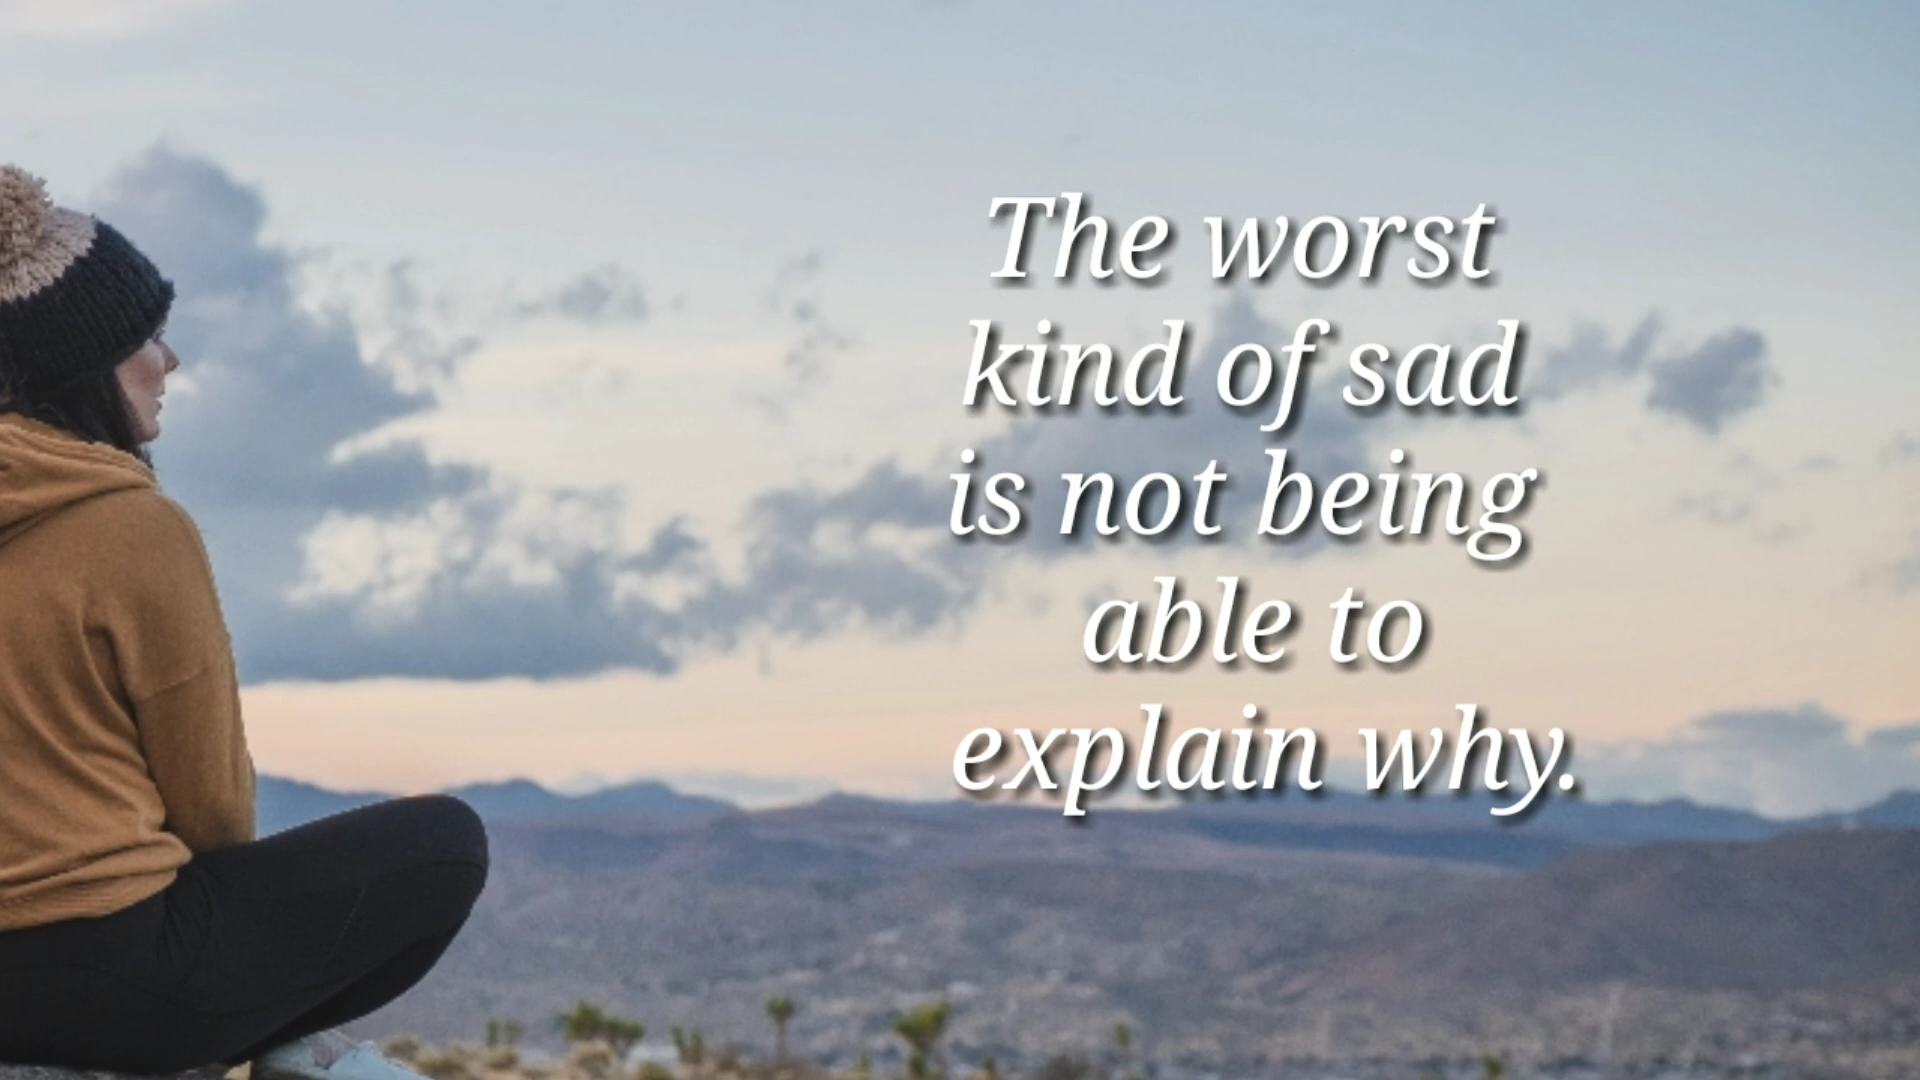 The worst
kind of sad
is not being
able to
explain why.